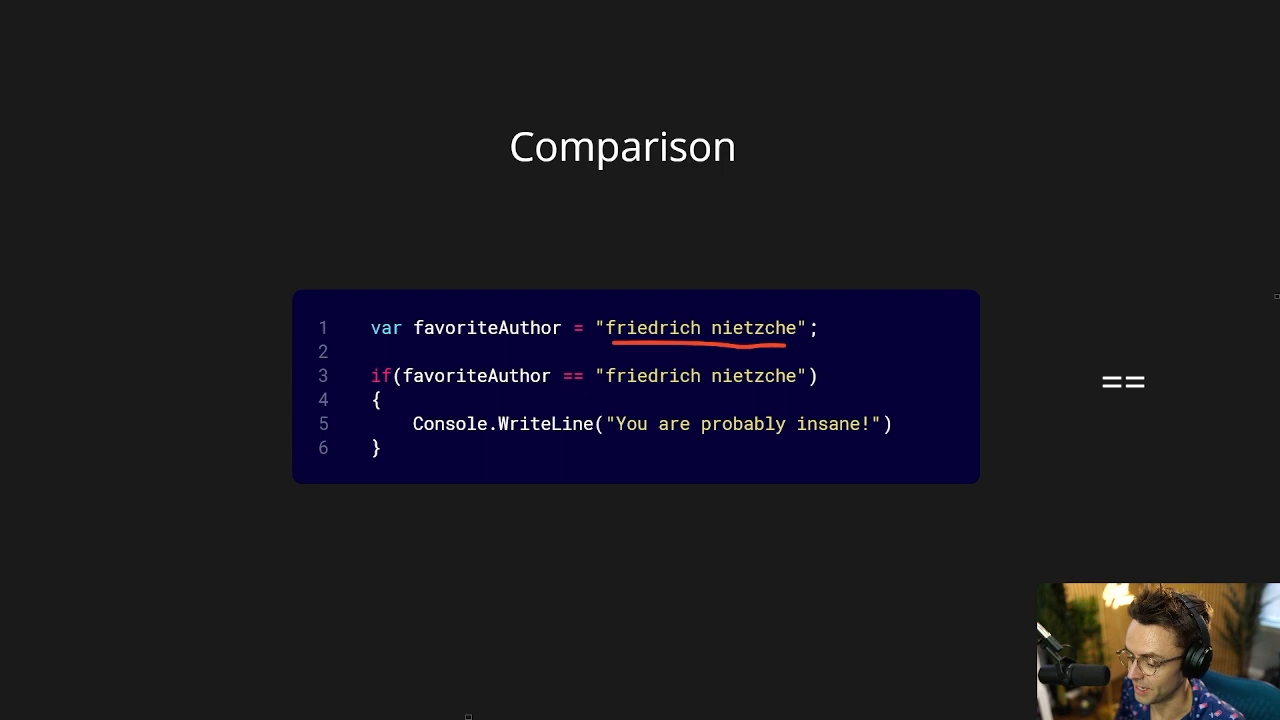 Comparison
1 var favoriteAuthor = "friedrich nietzche";
2
3 if(favoriteAuthor == "friedrich nietzche")
4 {
5 Console.WriteLine("You are probably insane!")
6 }
==